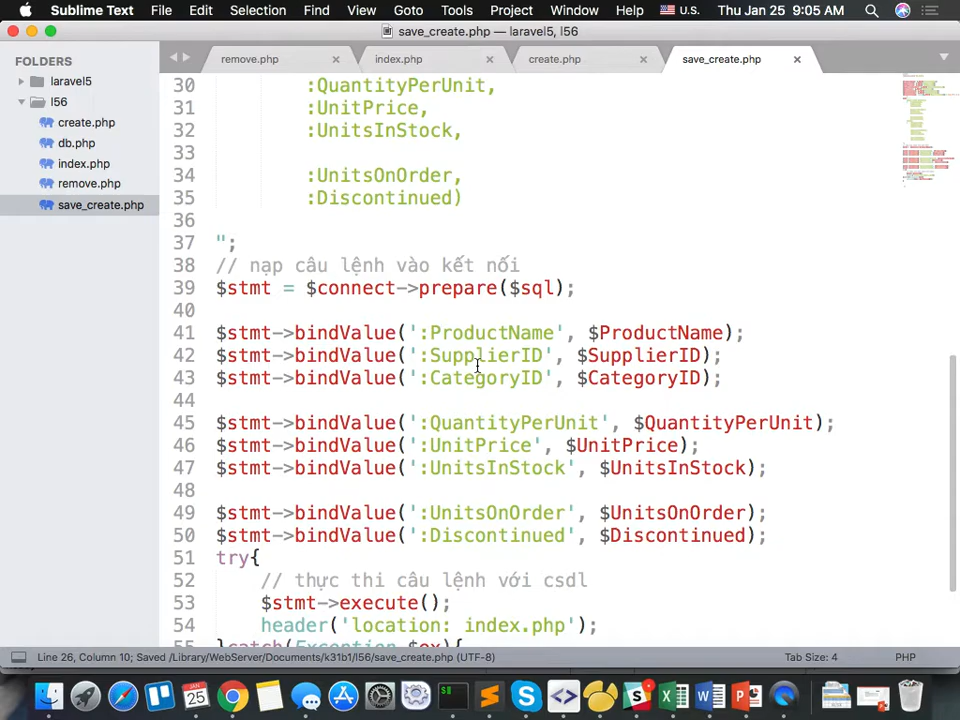 Sublime Text File Edit Selection Find View Goto Tools Project Window Help U.S. Thu Jan 25 9:05 AM
save_create.php — laravel5, l56
FOLDERS
laravel5
l56
create.php
db.php
index.php
remove.php
save_create.php
remove.php × index.php × create.php × save_create.php ×
30 :QuantityPerUnit,
31 :UnitPrice,
32 :UnitsInStock,
33
34 :UnitsOnOrder,
35 :Discontinued)
36
37 ";
38 // nạp câu lệnh vào kết nối
39 $stmt = $connect->prepare($sql);
40
41 $stmt->bindValue(':ProductName', $ProductName);
42 $stmt->bindValue(':SupplierID', $SupplierID);
43 $stmt->bindValue(':CategoryID', $CategoryID);
44
45 $stmt->bindValue(':QuantityPerUnit', $QuantityPerUnit);
46 $stmt->bindValue(':UnitPrice', $UnitPrice);
47 $stmt->bindValue(':UnitsInStock', $UnitsInStock);
48
49 $stmt->bindValue(':UnitsOnOrder', $UnitsOnOrder);
50 $stmt->bindValue(':Discontinued', $Discontinued);
51 try{
52 // thực thi câu lệnh với csdl
53 $stmt->execute();
54 header('location: index.php');
55 }catch(Exception $ex){
Line 26, Column 10; Saved /Library/WebServer/Documents/k31b1/l56/save_create.php (UTF-8) Tab Size: 4 PHP
JAN
25